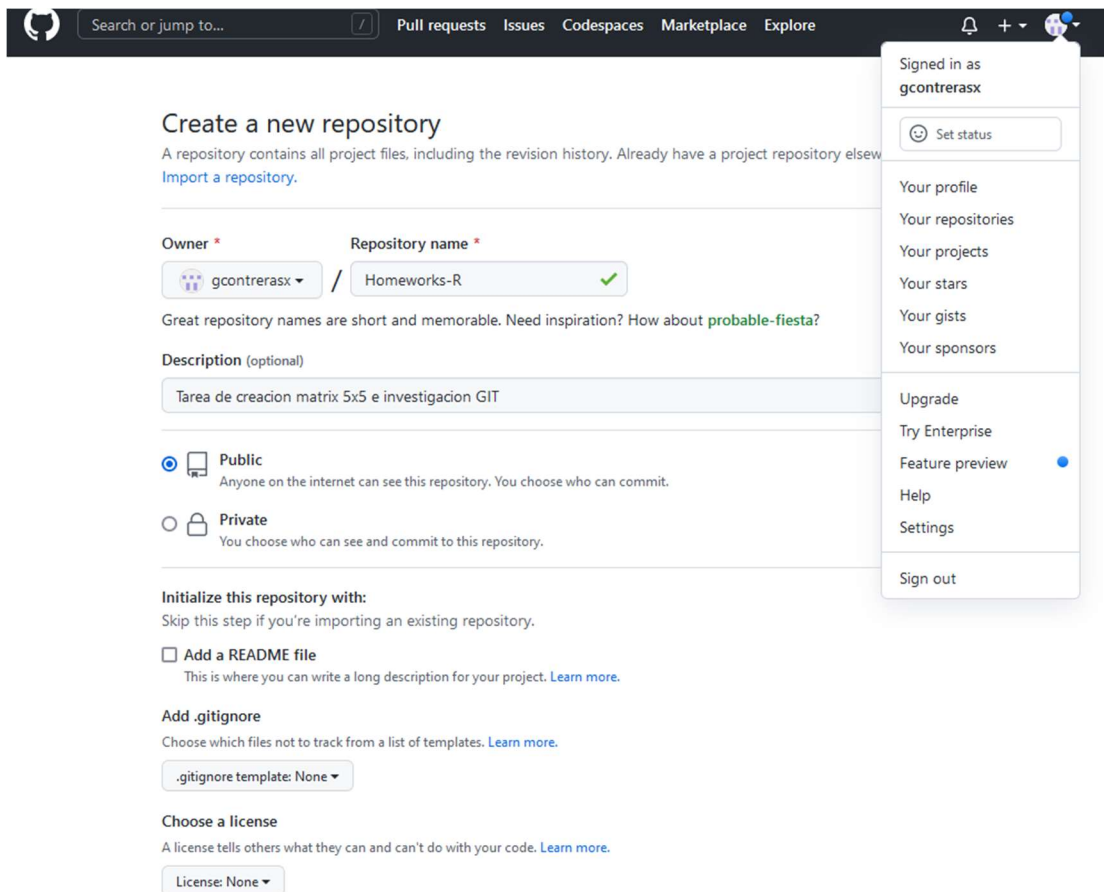 Search or jump to... / Pull requests Issues Codespaces Marketplace Explore
Signed in as
gcontrerasx
Set status
Your profile
Your repositories
Your projects
Your stars
Your gists
Your sponsors
Upgrade
Try Enterprise
Feature preview
Help
Settings
Sign out
Create a new repository
A repository contains all project files, including the revision history. Already have a project repository elsew
Import a repository.
Owner * Repository name *
gcontrerasx / Homeworks-R
Great repository names are short and memorable. Need inspiration? How about probable-fiesta?
Description (optional)
Tarea de creacion matrix 5x5 e investigacion GIT
Public
Anyone on the internet can see this repository. You choose who can commit.
Private
You choose who can see and commit to this repository.
Initialize this repository with:
Skip this step if you're importing an existing repository.
Add a README file
This is where you can write a long description for your project. Learn more.
Add .gitignore
Choose which files not to track from a list of templates. Learn more.
.gitignore template: None
Choose a license
A license tells others what they can and can't do with your code. Learn more.
License: None